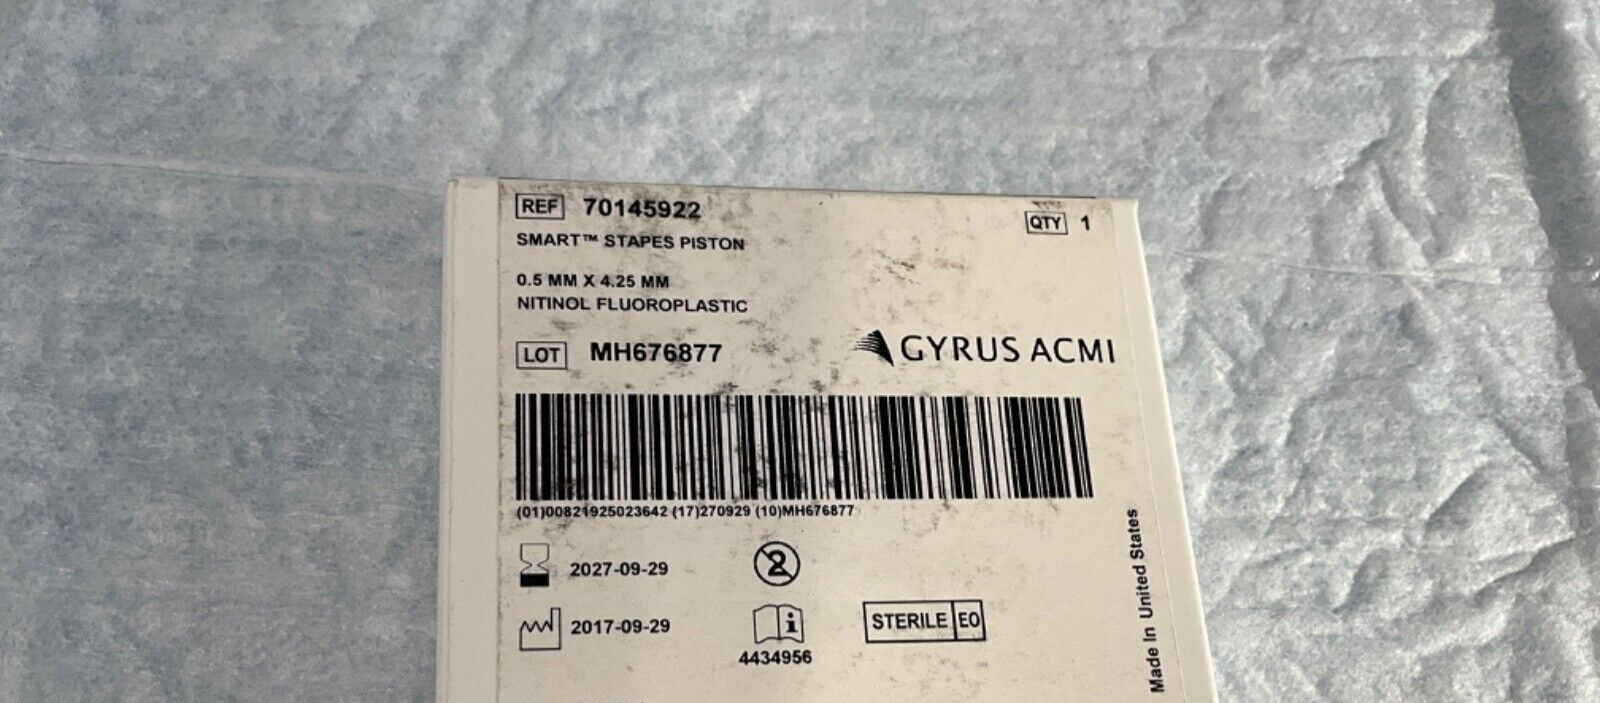 REF 70145922
QTY 1
SMART™ STAPES PISTON
0.5 MM X 4.25 MM
NITINOL FLUOROPLASTIC
LOT MH676877
GYRUS ACMI
(01)00821925023642 (17)270929 (10)MH676877
2027-09-29
2
2017-09-29
i
STERILE EO
4434956
Made In United States